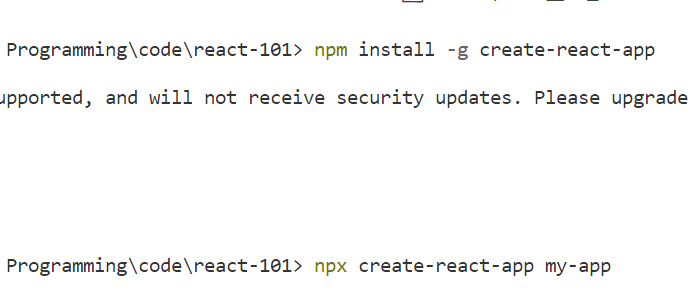 Programming\code\react-101> npm install -g create-react-app
upported, and will not receive security updates. Please upgrade
Programming\code\react-101> npx create-react-app my-app